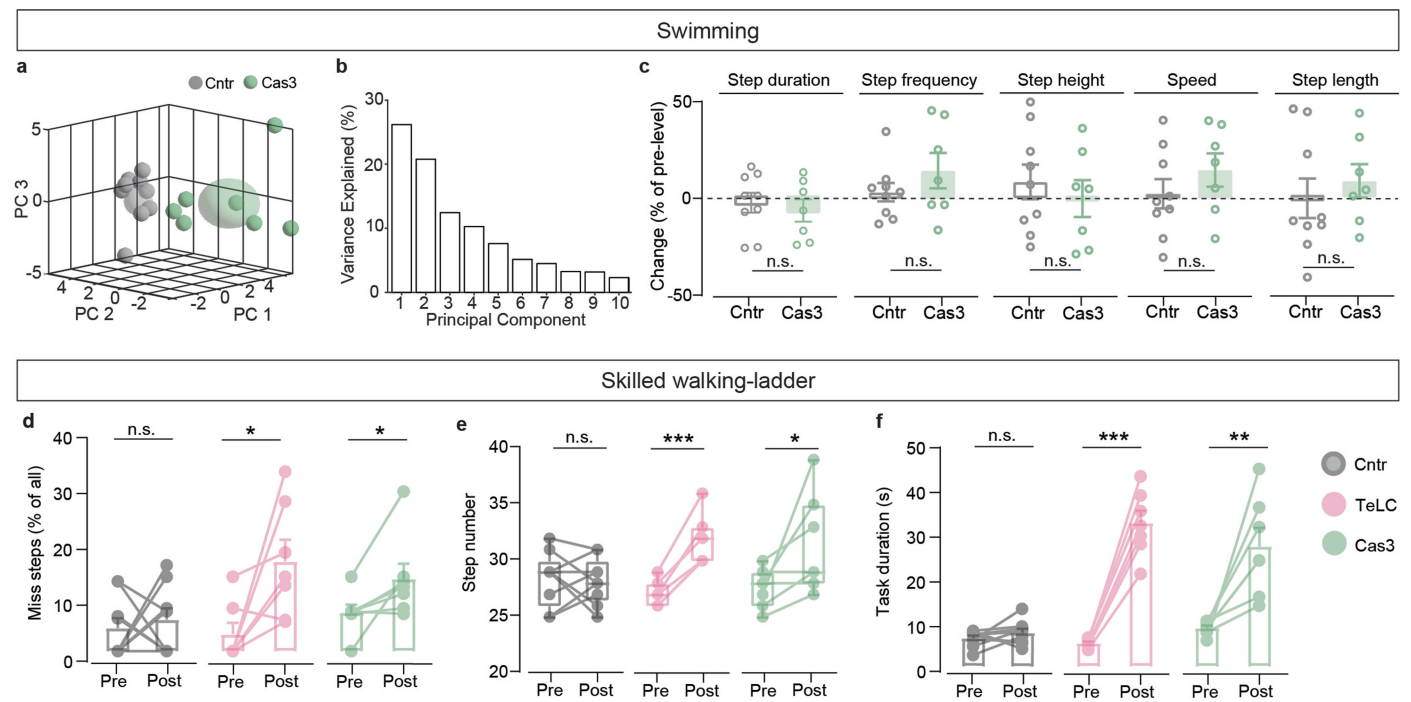 Swimming
a
Cntr Cas3
PC 3
5
0
-5
4 2 0 -2
PC 2
-2 0 2 4
PC 1
b
Variance Explained (%)
30
20
10
0
1 2 3 4 5 6 7 8 9 10
Principal Component
c
Change (% of pre-level)
50
0
-50
Step duration Step frequency Step height Speed Step length
n.s. n.s. n.s. n.s. n.s.
Cntr Cas3 Cntr Cas3 Cntr Cas3 Cntr Cas3 Cntr Cas3
Skilled walking-ladder
d
Miss steps (% of all)
40
30
20
10
0
n.s. * *
Pre Post Pre Post Pre Post
e
Step number
40
35
30
25
20
n.s. *** *
Pre Post Pre Post Pre Post
f
Task duration (s)
50
40
30
20
10
0
n.s. *** **
Pre Post Pre Post Pre Post
Cntr
TeLC
Cas3